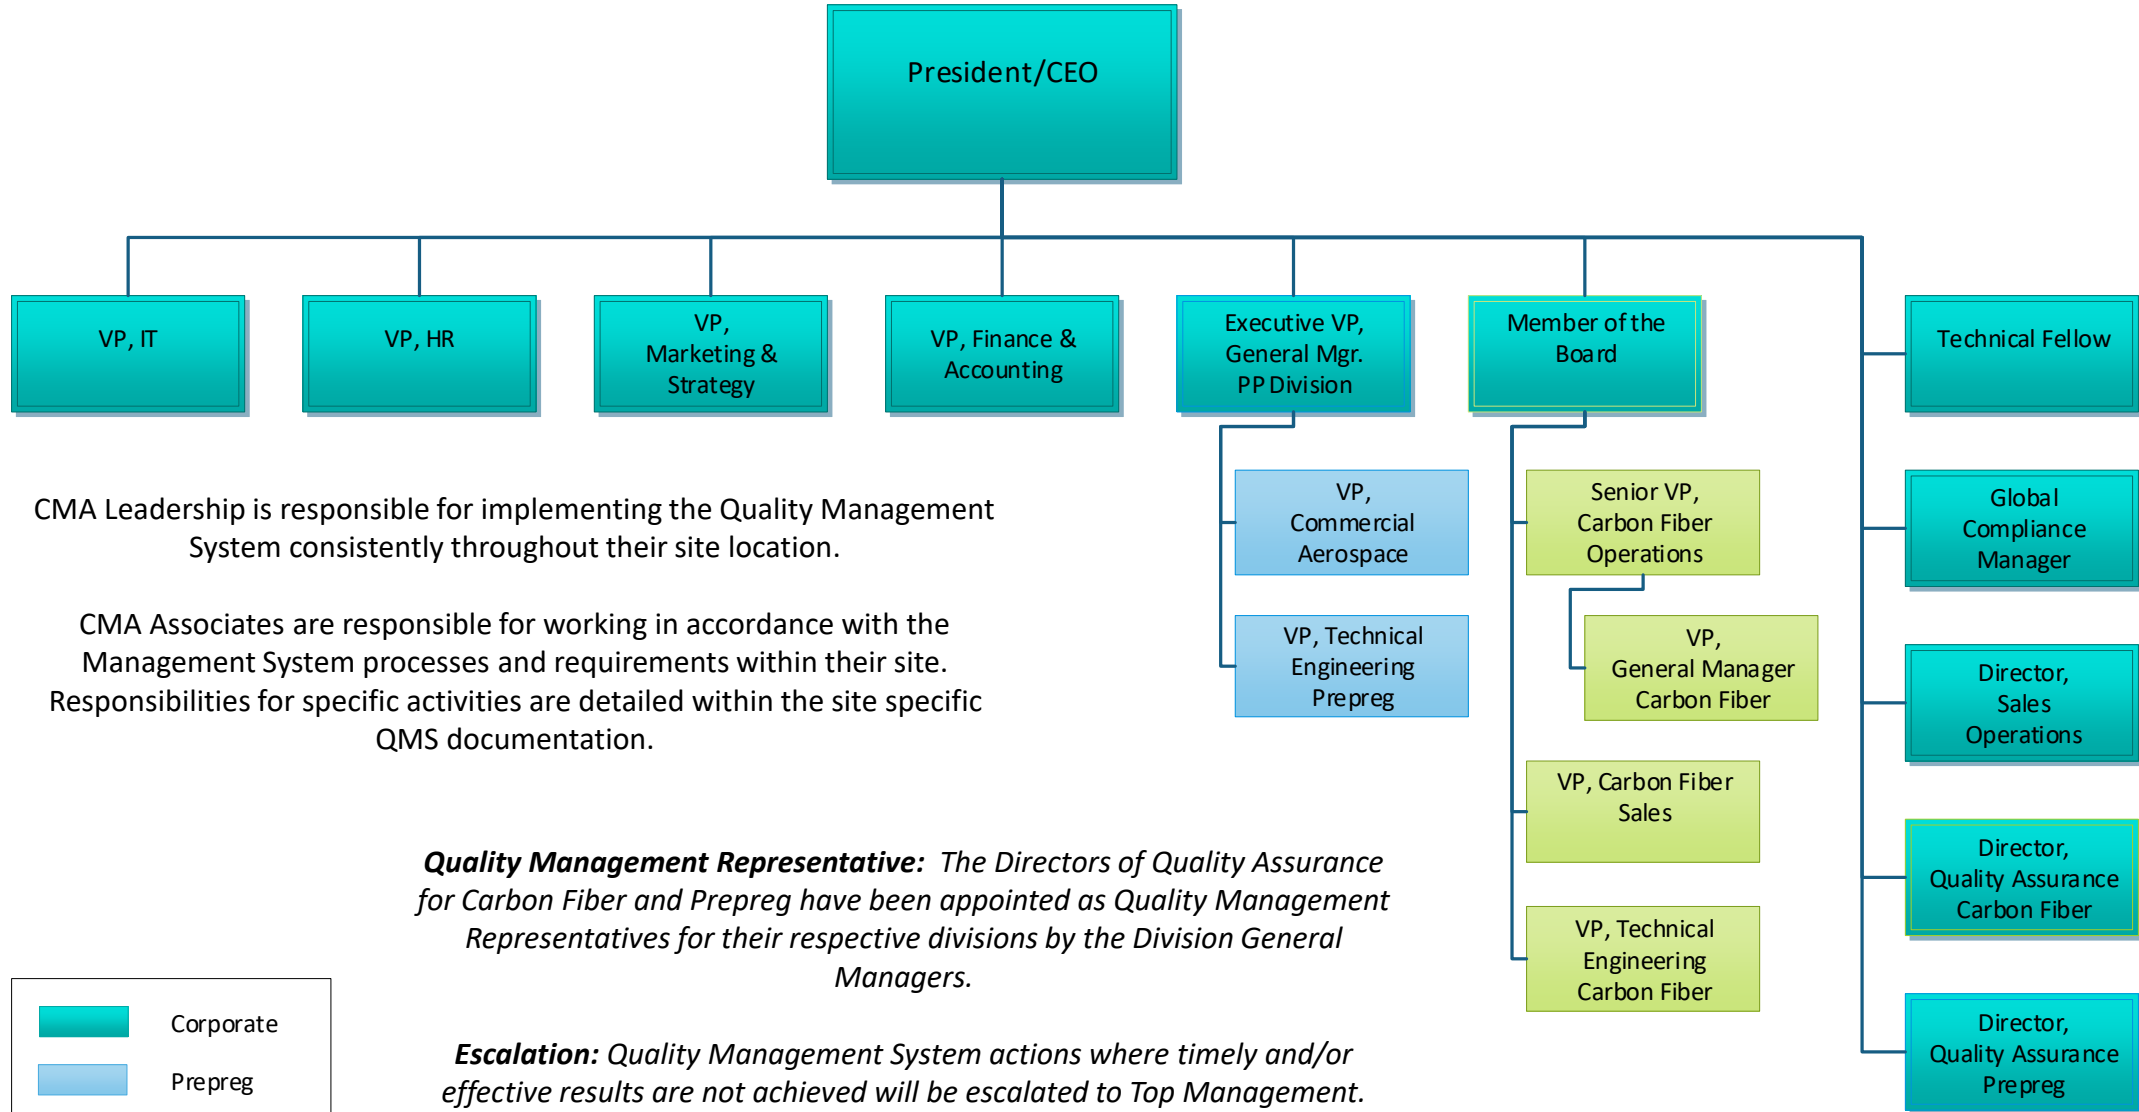 President/CEO
VP, IT
VP, HR
VP,
Marketing &
Strategy
VP, Finance &
Accounting
Executive VP,
General Mgr.
PP Division
Member of the
Board
Technical Fellow
CMA Leadership is responsible for implementing the Quality Management
System consistently throughout their site location.
CMA Associates are responsible for working in accordance with the
Management System processes and requirements within their site.
Responsibilities for specific activities are detailed within the site specific
QMS documentation.
VP,
Commercial
Aerospace
VP, Technical
Engineering
Prepreg
Senior VP,
Carbon Fiber
Operations
VP,
General Manager
Carbon Fiber
VP, Carbon Fiber
Sales
VP, Technical
Engineering
Carbon Fiber
Global
Compliance
Manager
Director,
Sales
Operations
Director,
Quality Assurance
Carbon Fiber
Director,
Quality Assurance
Prepreg
Quality Management Representative: The Directors of Quality Assurance
for Carbon Fiber and Prepreg have been appointed as Quality Management
Representatives for their respective divisions by the Division General
Managers.
Escalation: Quality Management System actions where timely and/or
effective results are not achieved will be escalated to Top Management.
Corporate
Prepreg